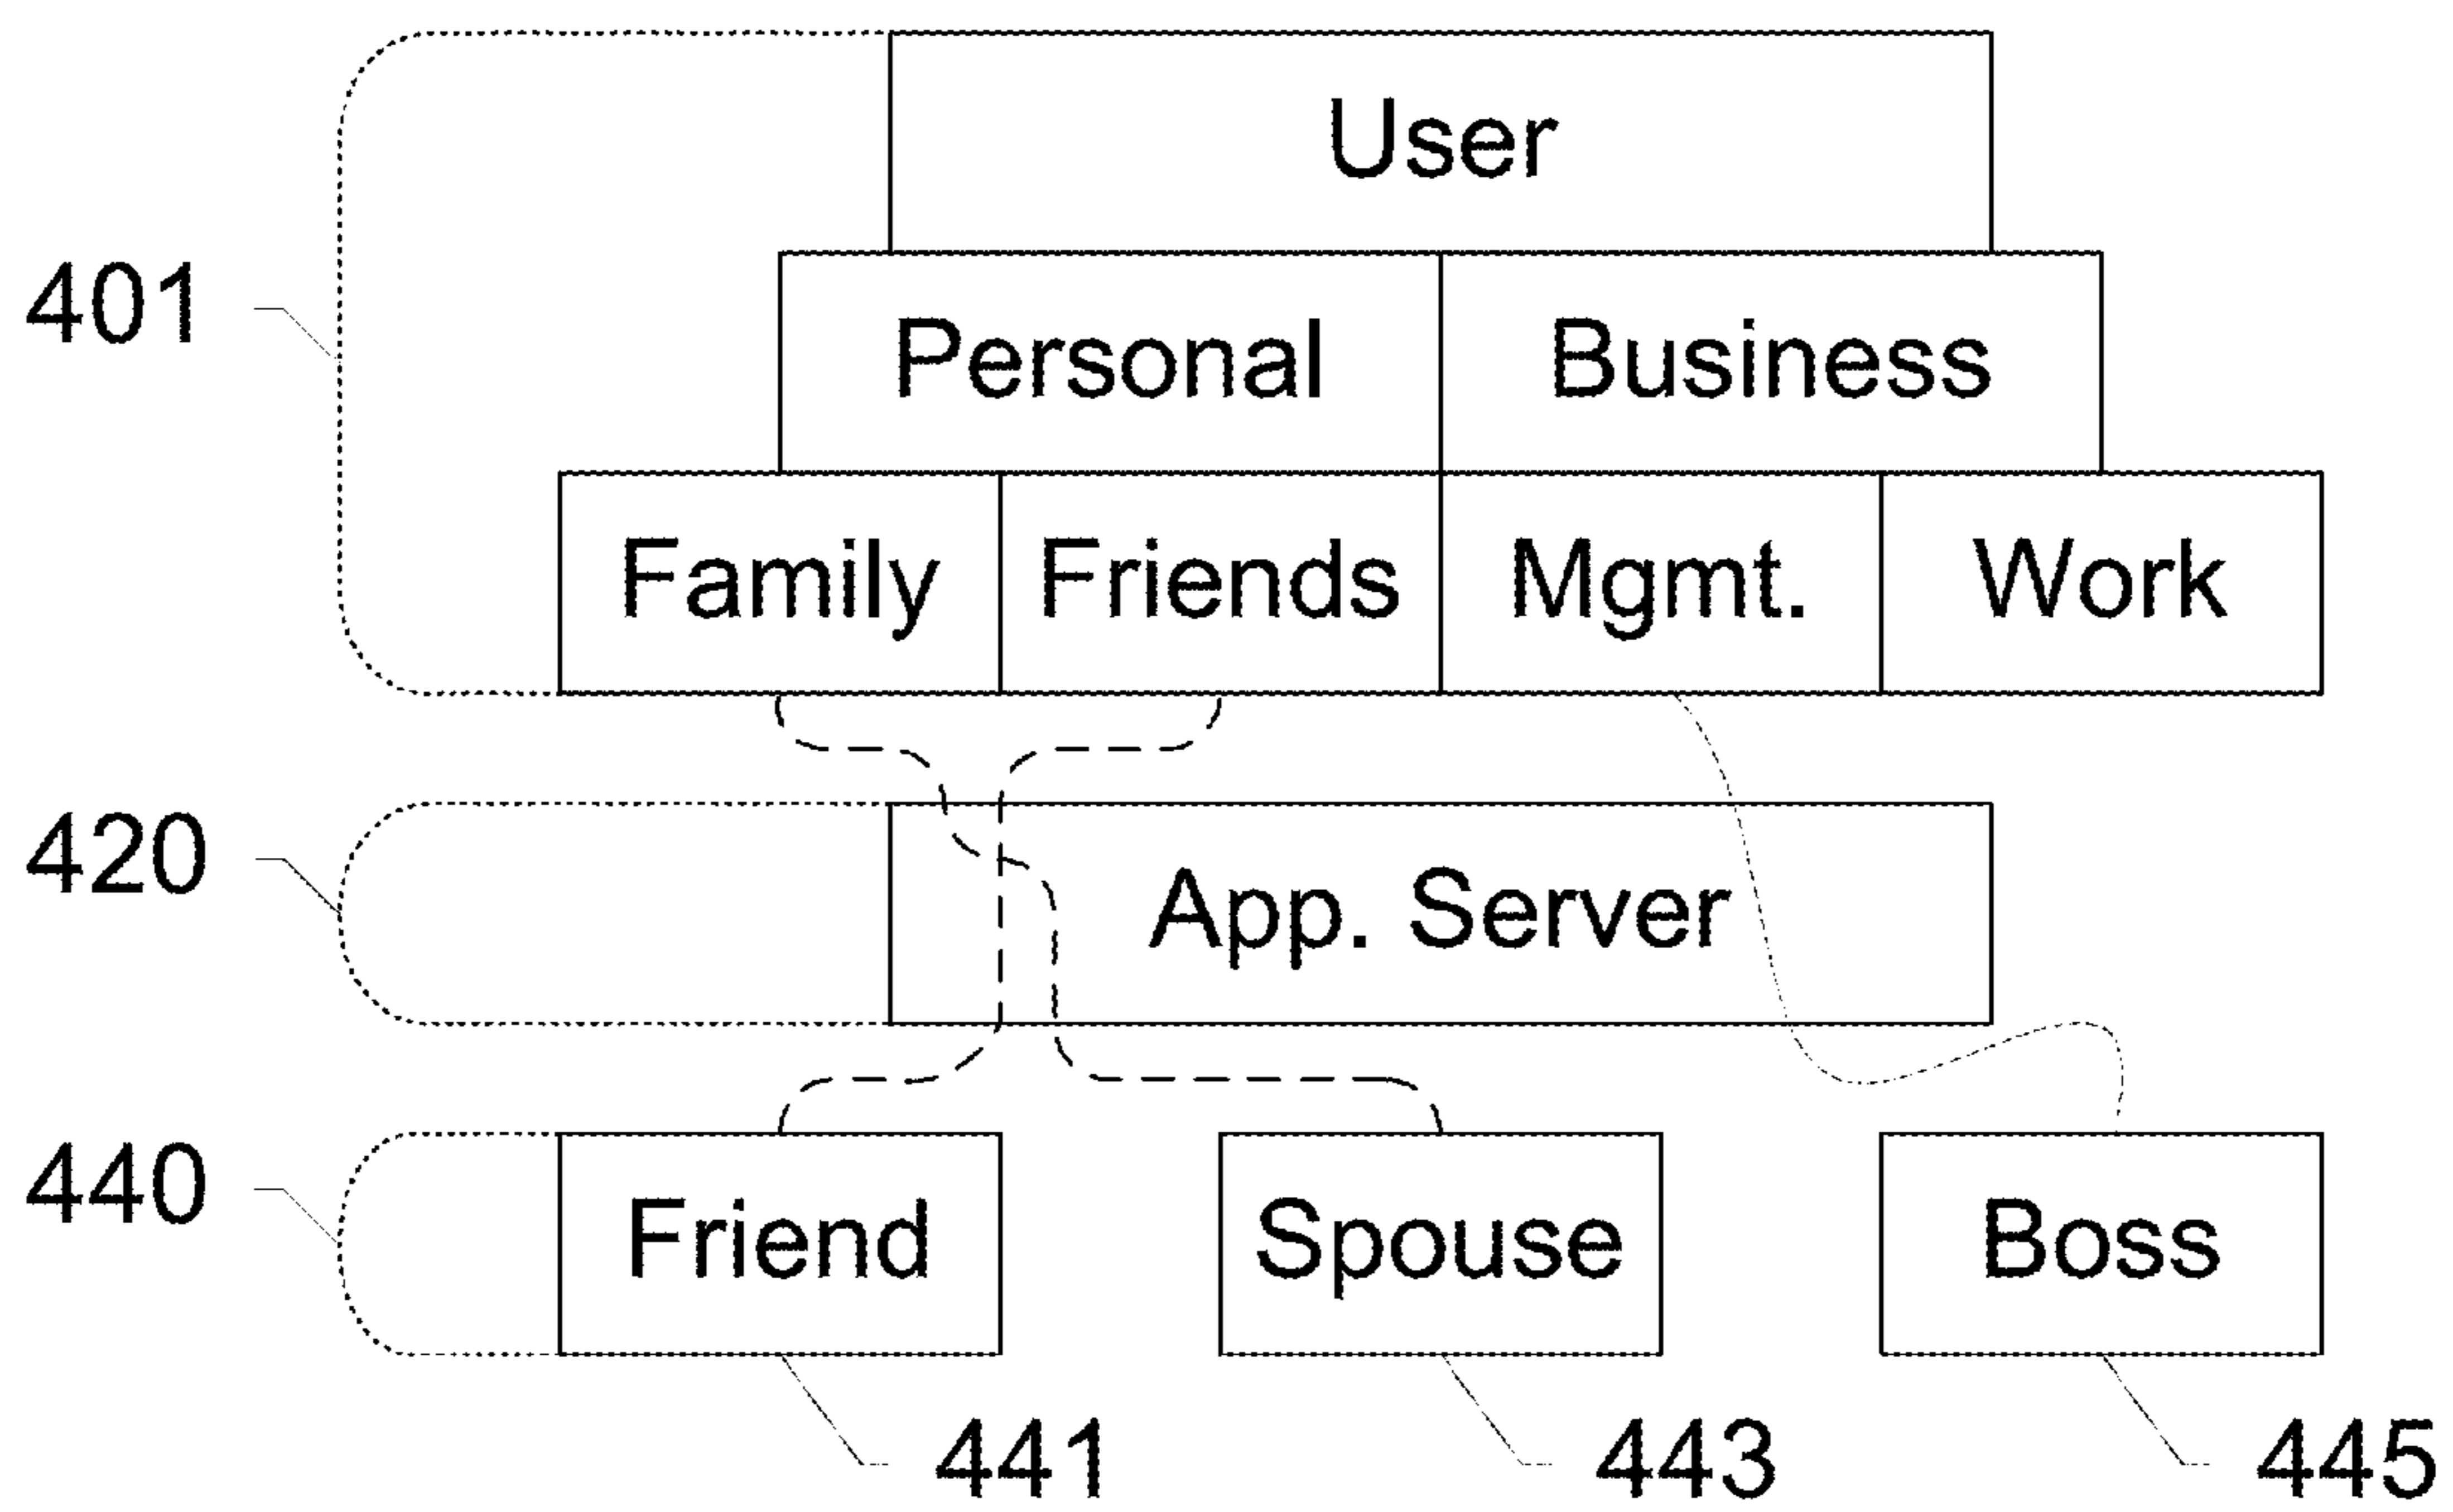 User
401
Personal Business
Family Friends Mgmt. Work
420
App. Server
440
Friend Spouse Boss
441 443 445